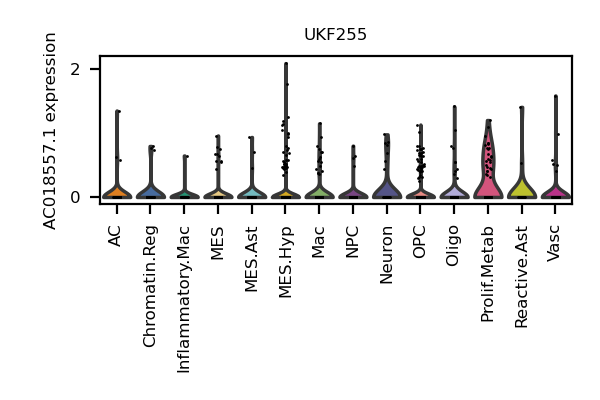 UKF255
AC018557.1 expression
2
0
AC
Chromatin.Reg
Inflammatory.Mac
MES
MES.Ast
MES.Hyp
Mac
NPC
Neuron
OPC
Oligo
Prolif.Metab
Reactive.Ast
Vasc